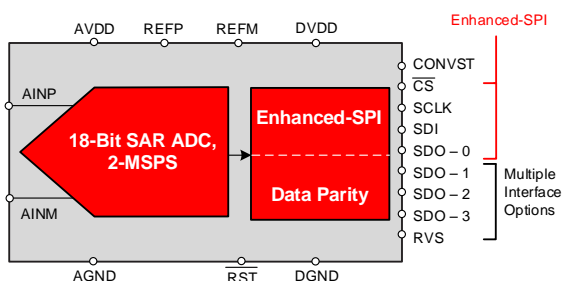 Enhanced-SPI
AVDD
REFP
REFM
DVDD
CONVST
CS
SCLK
SDI
SDO – 0
SDO – 1
SDO – 2
SDO – 3
RVS
AINP
AINM
18-Bit SAR ADC,
2-MSPS
Enhanced-SPI
Data Parity
Multiple
Interface
Options
AGND
RST
DGND